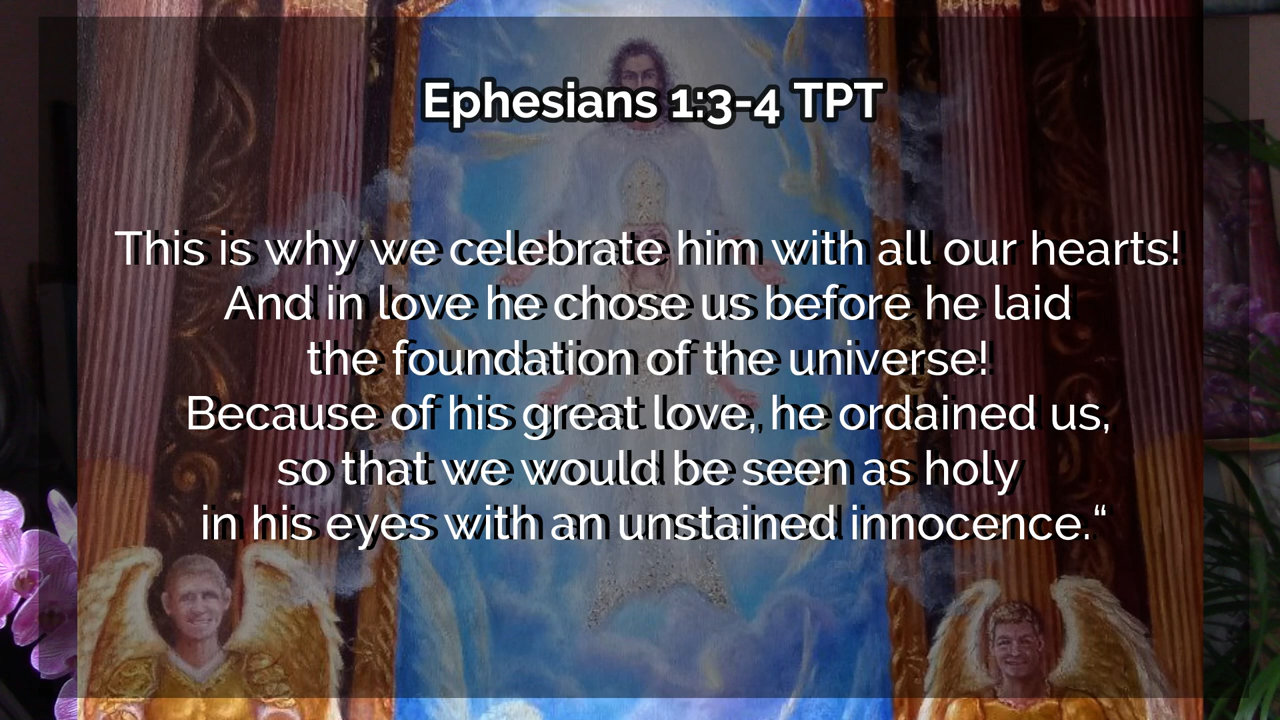 Ephesians 1:3-4 TPT
This is why we celebrate him with all our hearts!
And in love he chose us before he laid
the foundation of the universe!
Because of his great love, he ordained us,
so that we would be seen as holy
in his eyes with an unstained innocence.“